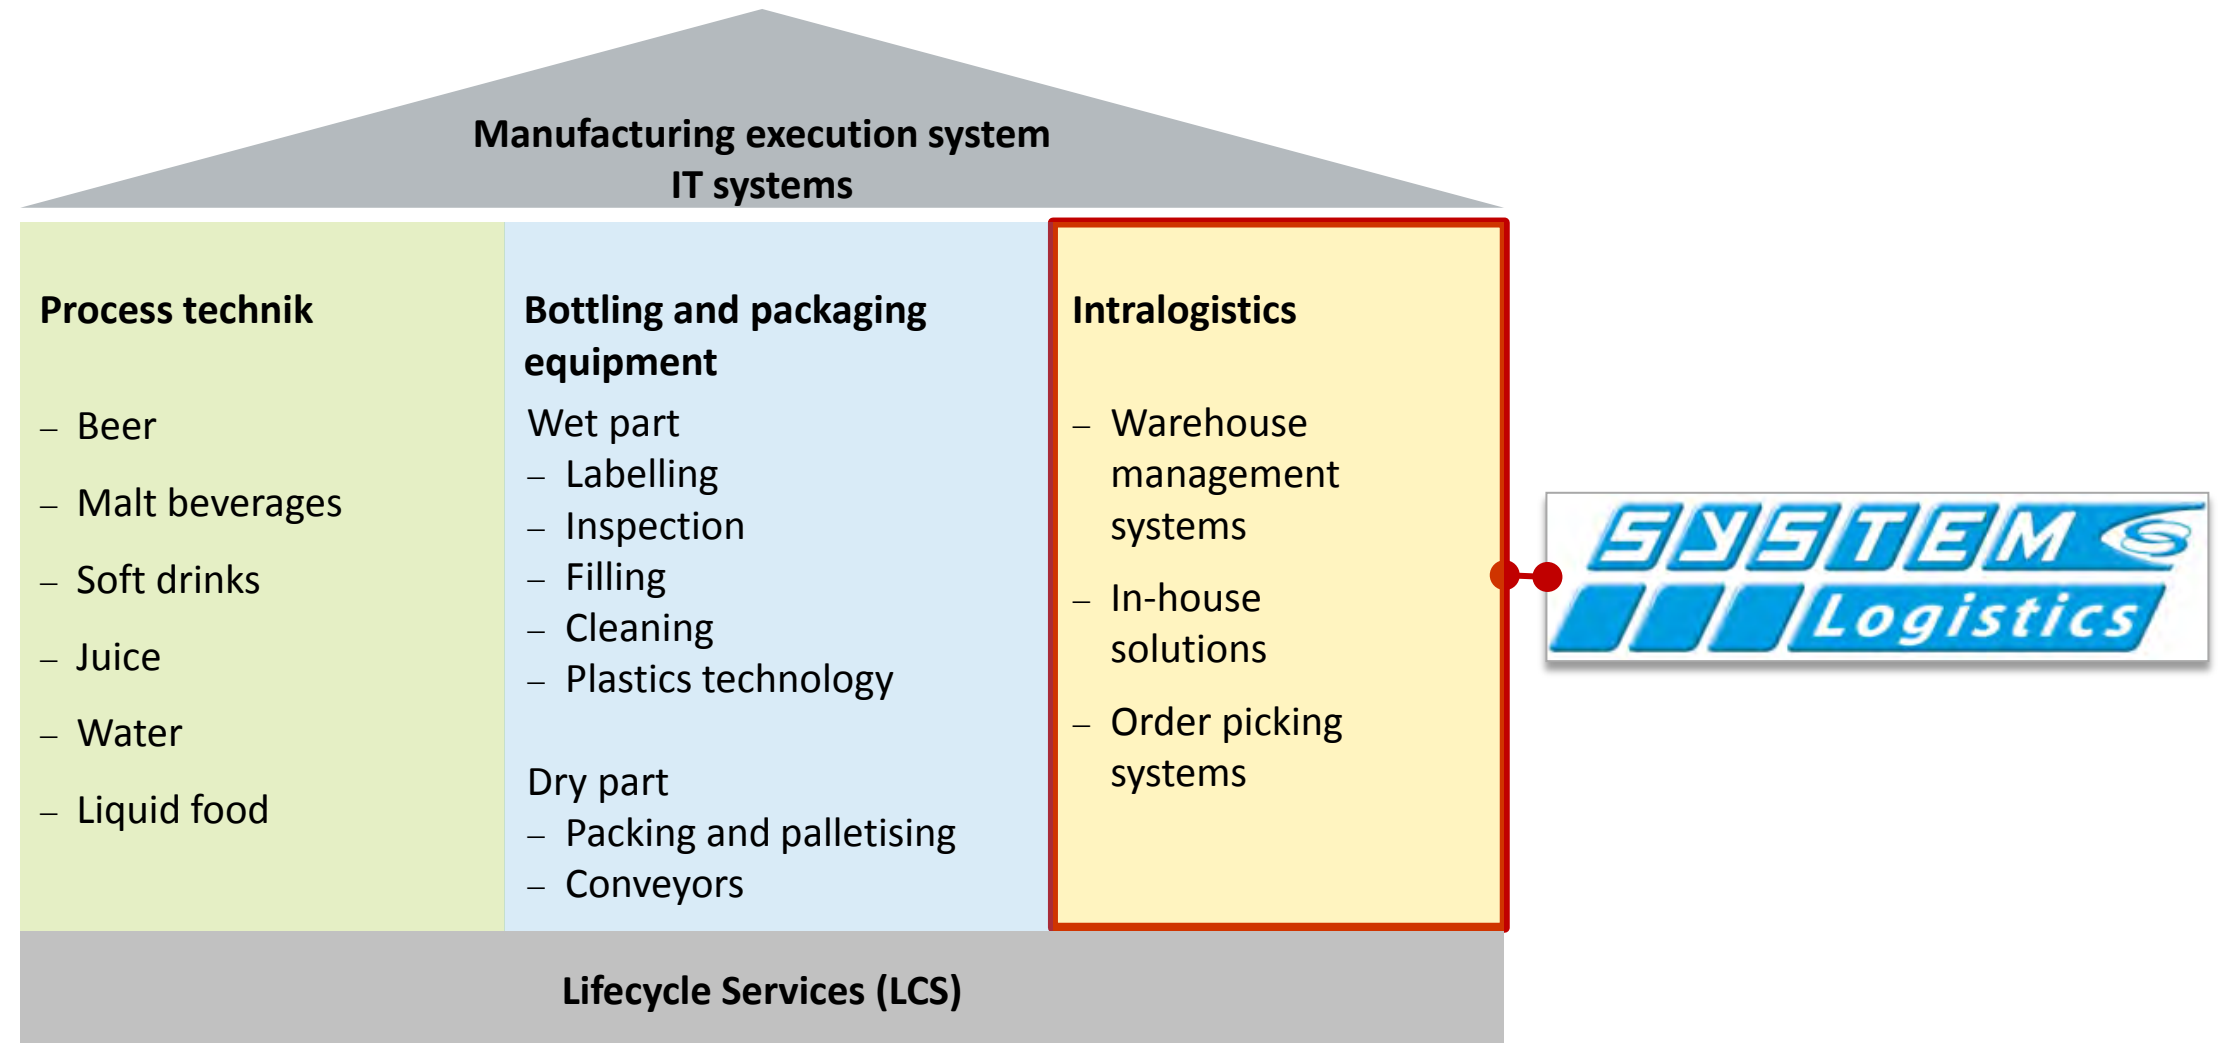 Manufacturing execution system
IT systems
Process technik
– Beer
– Malt beverages
– Soft drinks
– Juice
– Water
– Liquid food
Bottling and packaging
equipment
Wet part
– Labelling
– Inspection
– Filling
– Cleaning
– Plastics technology
Dry part
– Packing and palletising
– Conveyors
Intralogistics
– Warehouse
management
systems
– In-house
solutions
– Order picking
systems
SYSTEM
Logistics
Lifecycle Services (LCS)